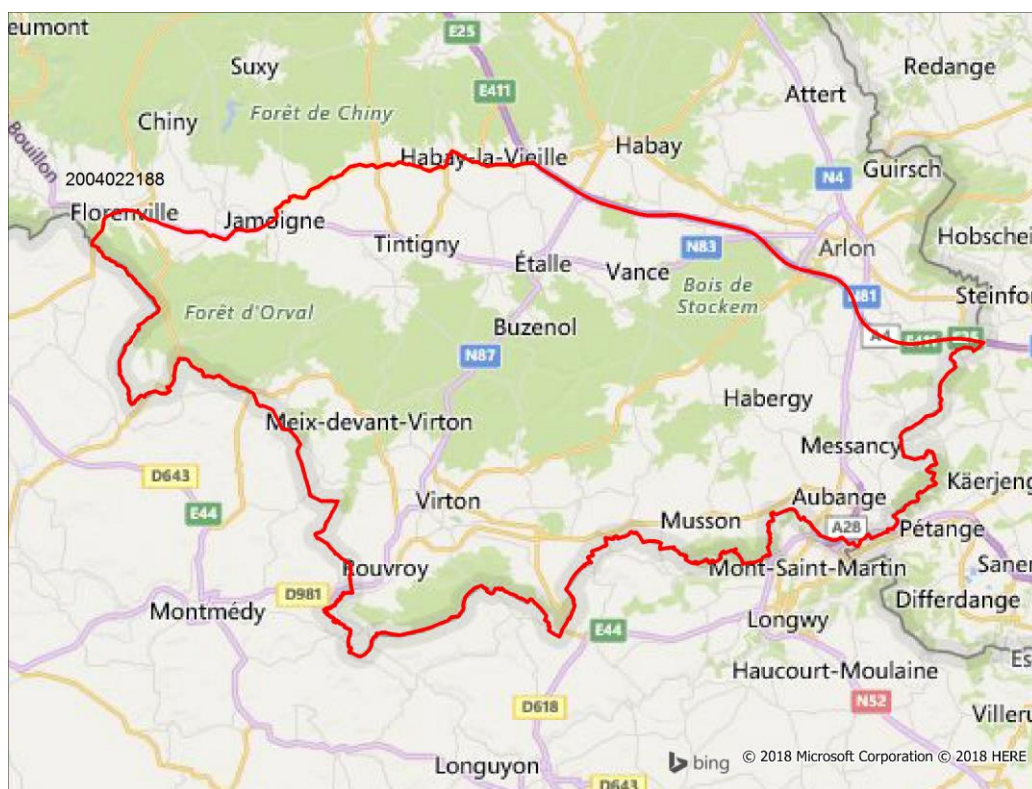 eumont
E25
Suxy
Redange
E411
Attert
Forêt de Chiny
Chiny
Bouillon
Habay
Habay-la-Vieille
Guirsch
2004022188
N4
Florenville
Jamoigne
Hobschei
Tintigny
N83
Arlon
Étalle
Vance
Bois de
Stockem
N81
Steinfor
Forêt d'Orval
Buzenol
A4
E411
E25
N87
Habergy
Meix-devant-Virton
Messancy
D643
Käerjeng
Virton
Aubange
E44
Musson
A28
Pétange
Rouvroy
Mont-Saint-Martin
Sanem
D981
Differdange
Montmédy
Longwy
E44
Es
Haucourt-Moulaine
N52
D618
Villeru
Longuyon
bing
© 2018 Microsoft Corporation © 2018 HERE
D643